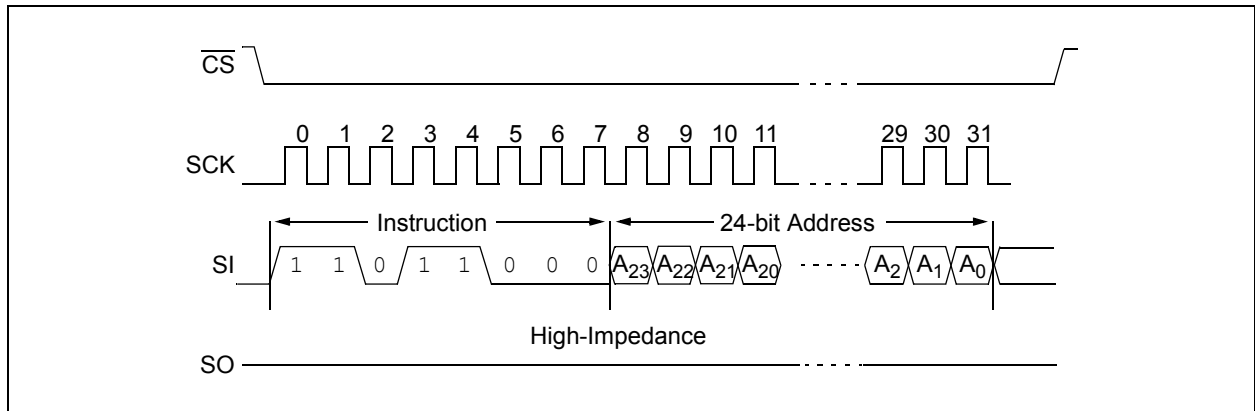 CS
0 1 2 3 4 5 6 7 8 9 10 11 29 30 31
SCK
Instruction 24-bit Address
SI 1 1 0 1 1 0 0 0 A23 A22 A21 A20 A2 A1 A0
High-Impedance
SO